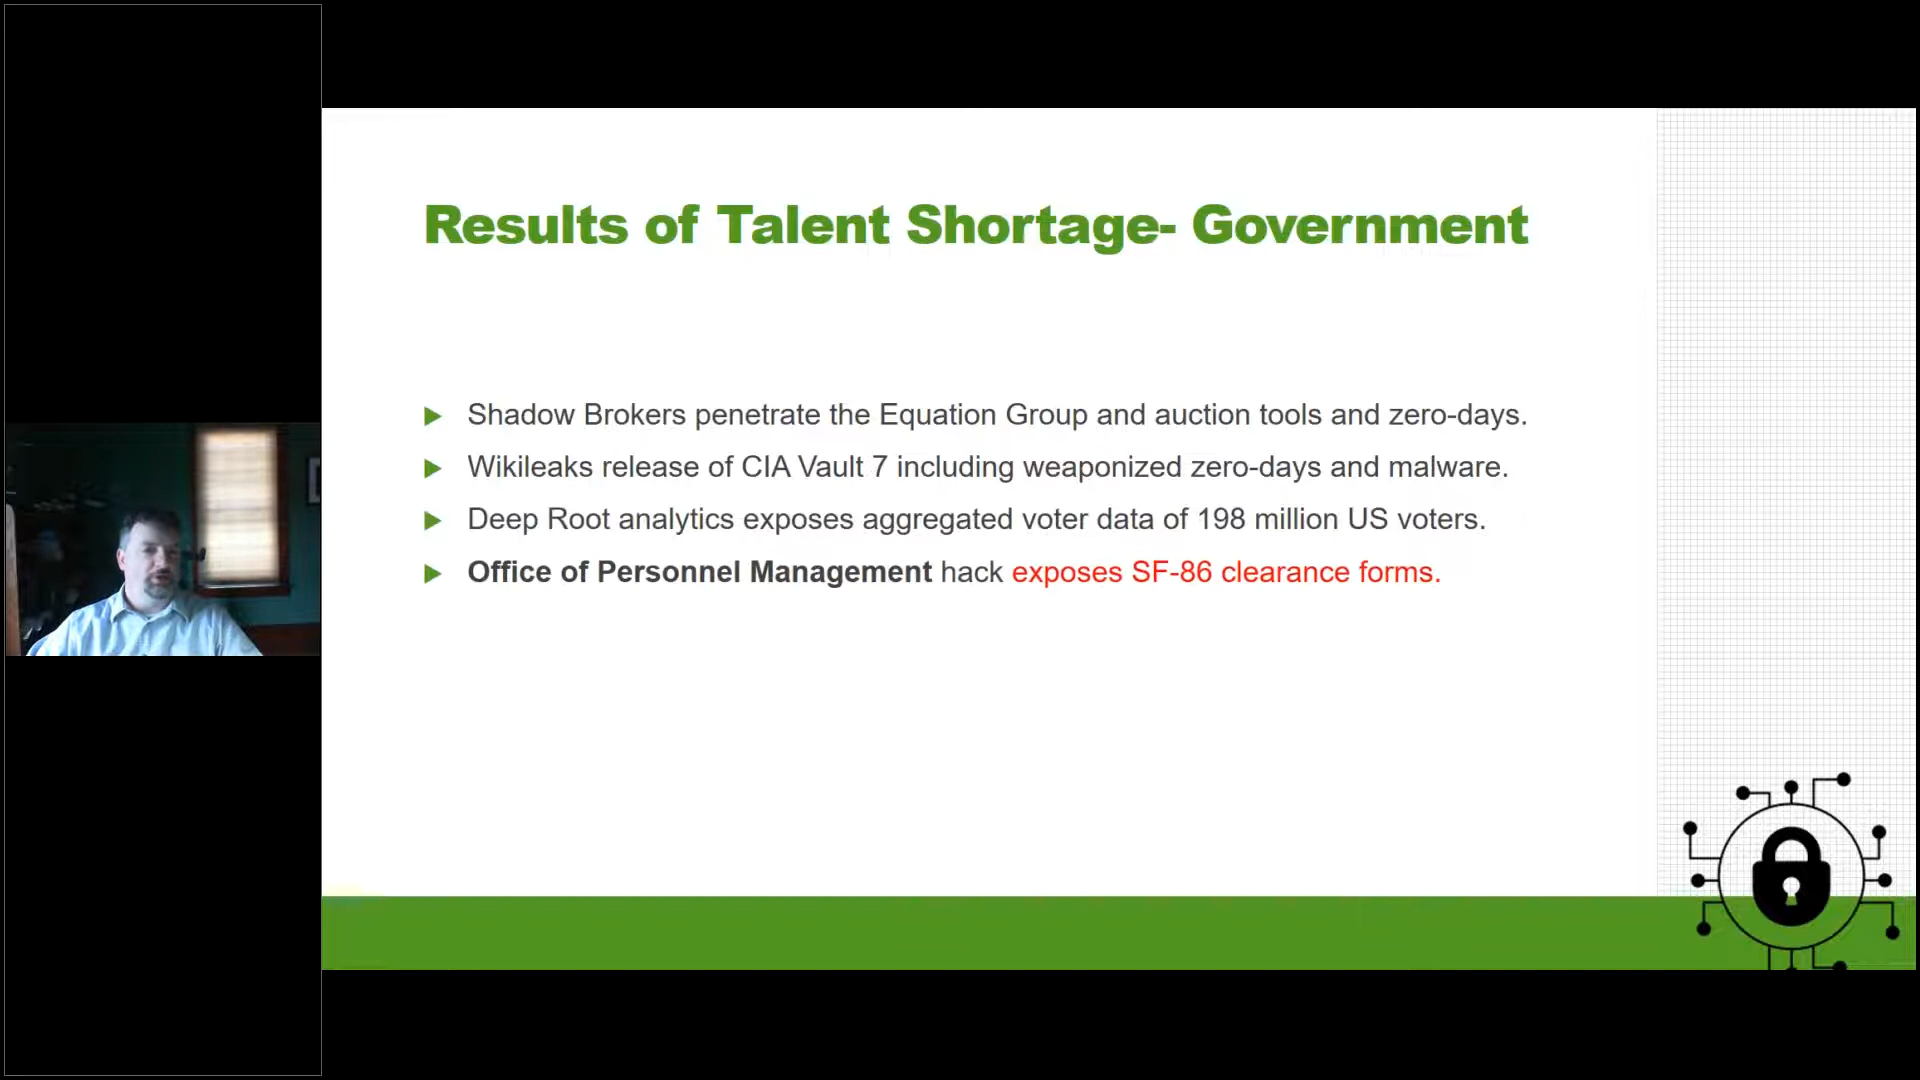 Results of Talent Shortage- Government
Shadow Brokers penetrate the Equation Group and auction tools and zero-days.
Wikileaks release of CIA Vault 7 including weaponized zero-days and malware.
Deep Root analytics exposes aggregated voter data of 198 million US voters.
Office of Personnel Management hack exposes SF-86 clearance forms.